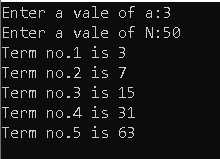 Enter a vale of a:3
Enter a vale of N:50
Term no.1 is 3
Term no.2 is 7
Term no.3 is 15
Term no.4 is 31
Term no.5 is 63